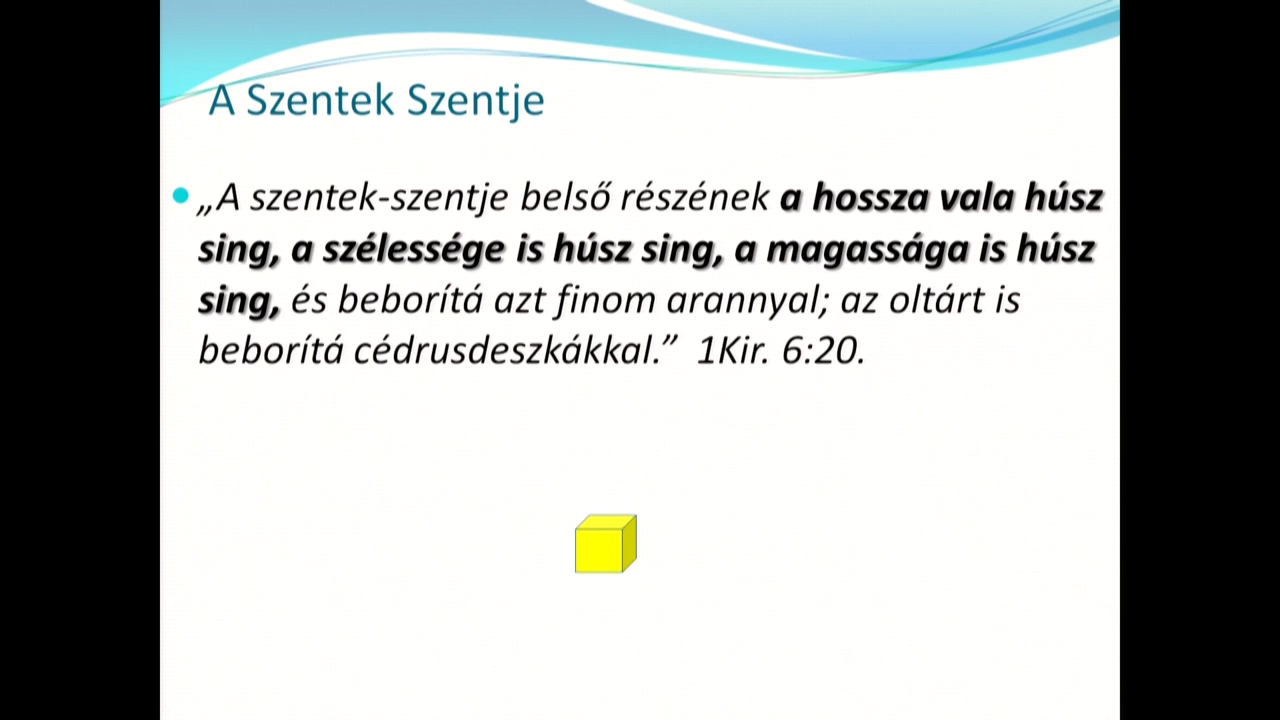 A Szentek Szentje
„A szentek-szentje belső részének a hossza vala húsz
sing, a szélessége is húsz sing, a magassága is húsz
sing, és beborítá azt finom arannyal; az oltárt is
beborítá cédrusdeszkákkal.” 1Kir. 6:20.